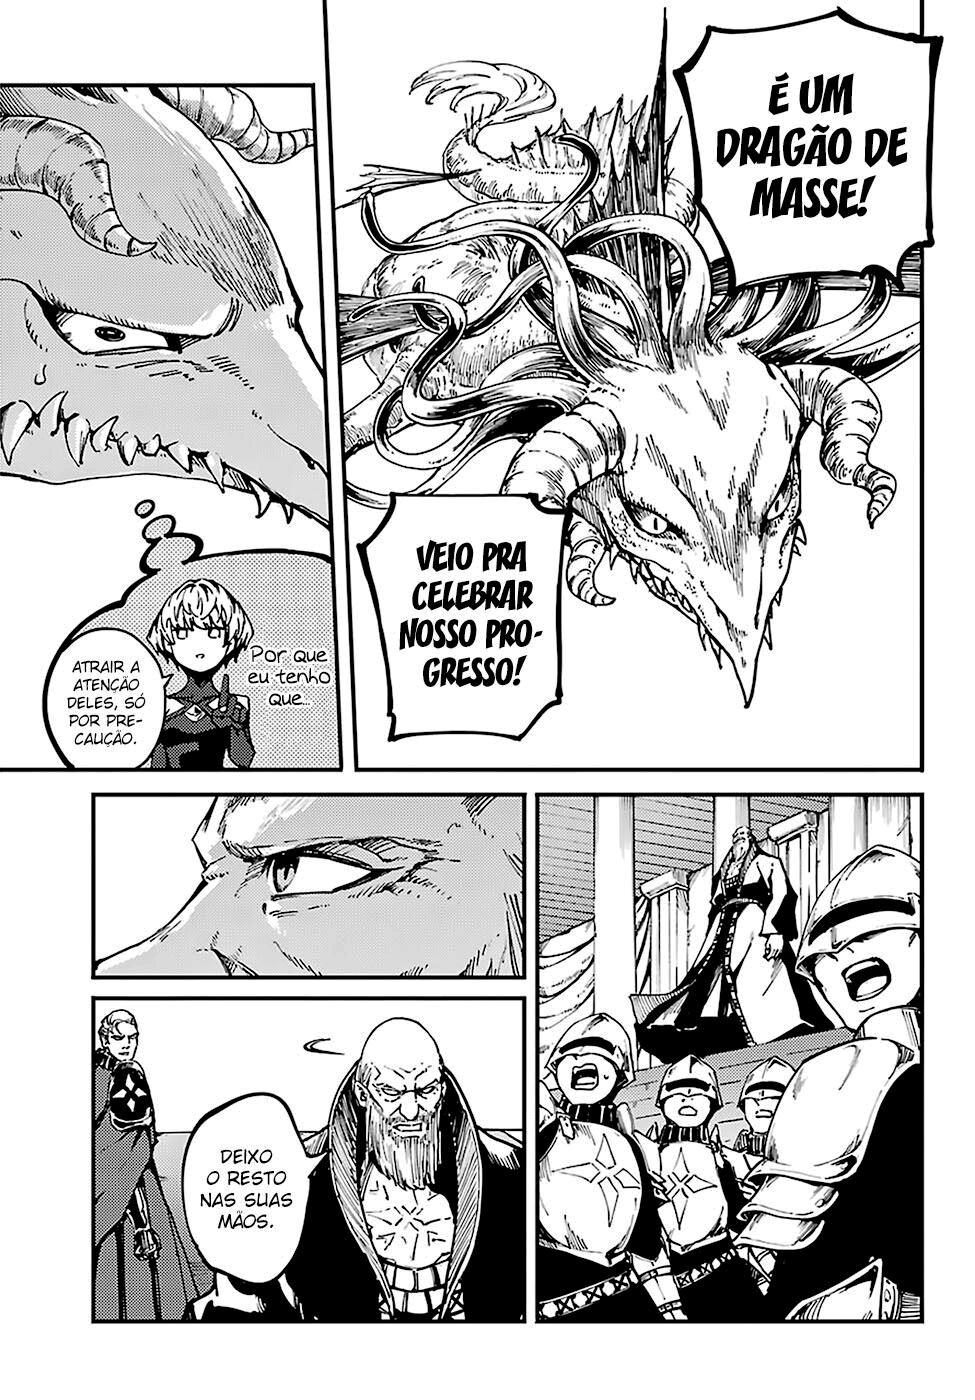 É UM
DRAGÃO DE
MASSE!
VEIO PRA
CELEBRAR
NOSSO PRO-
GRESSO!
Por que
eu tenho
que...
ATRAIR A
ATENÇÃO
DELES, SÓ
POR PRE-
CAUÇÃO.
DEIXO
O RESTO
NAS SUAS
MÃOS.